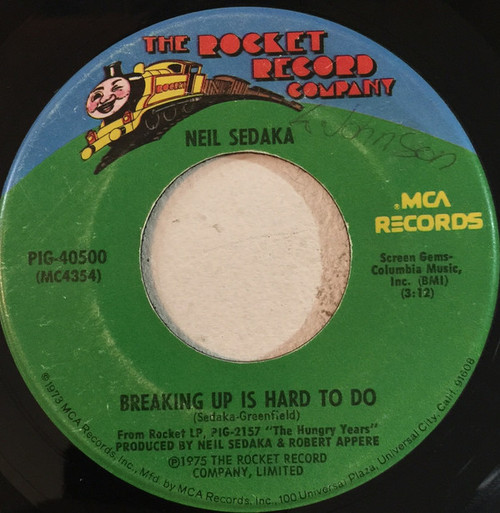 THE ROCKET
RECORD
COMPANY
ROCKET
NEIL SEDAKA
L Johnson
MCA
RECORDS
PIG-40500
(MC4354)
Screen Gems-
Columbia Music,
Inc. (BMI)
(3:12)
BREAKING UP IS HARD TO DO
(Sedaka-Greenfield)
From Rocket LP, PIG-2157 "The Hungry Years"
PRODUCED BY NEIL SEDAKA & ROBERT APPERE
℗1975 THE ROCKET RECORD
COMPANY, LIMITED
©1973 MCA Records, Inc., Mfd by MCA Records, Inc., 100 Universal Plaza, Universal City, Calif. 91608